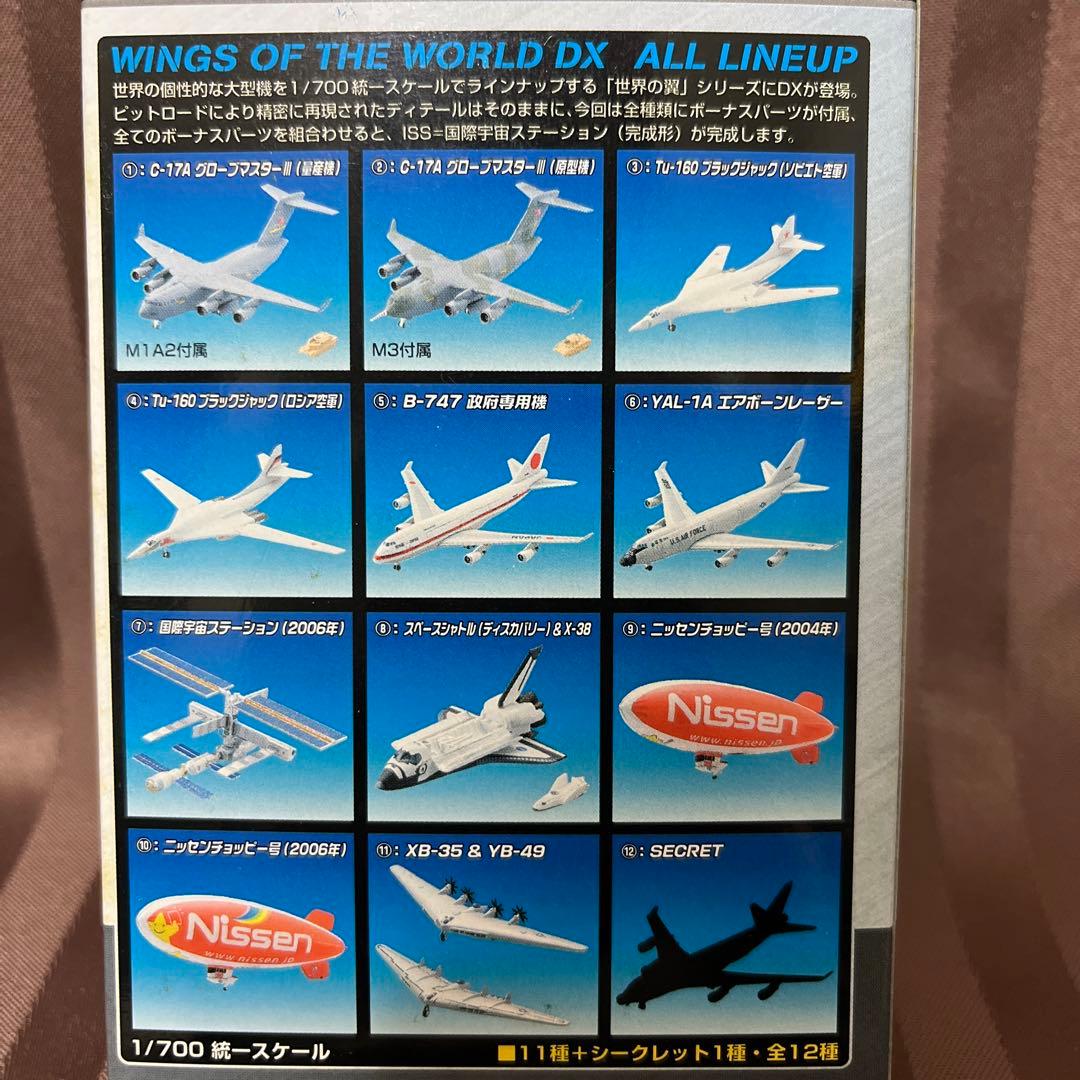 WINGS OF THE WORLD DX ALL LINEUP
世界の個性的な大型機を1/700統一スケールでラインナップする「世界の翼」シリーズにDXが登場。
ピットロードにより精密に再現されたディテールはそのままに、今回は全種類にボーナスパーツが付属、
全てのボーナスパーツを組合わせると、ISS=国際宇宙ステーション（完成形）が完成します。
①：C-17A グローブマスターⅢ(量産機)
②：C-17A グローブマスターⅢ(原型機)
③：Tu-160 ブラックジャック(ソビエト空軍)
M1A2付属
M3付属
④：Tu-160 ブラックジャック(ロシア空軍)
⑤：B-747 政府専用機
⑥：YAL-1A エアボーンレーザー
U.S. AIR FORCE
⑦：国際宇宙ステーション(2006年)
⑧：スペースシャトル(ディスカバリー)&X-38
⑨：ニッセンチョッピー号(2004年)
Nissen
www.nissen.jp
⑩：ニッセンチョッピー号(2006年)
⑪：XB-35 & YB-49
⑫：SECRET
Nissen
www.nissen.jp
1/700 統一スケール
■11種+シークレット1種・全12種